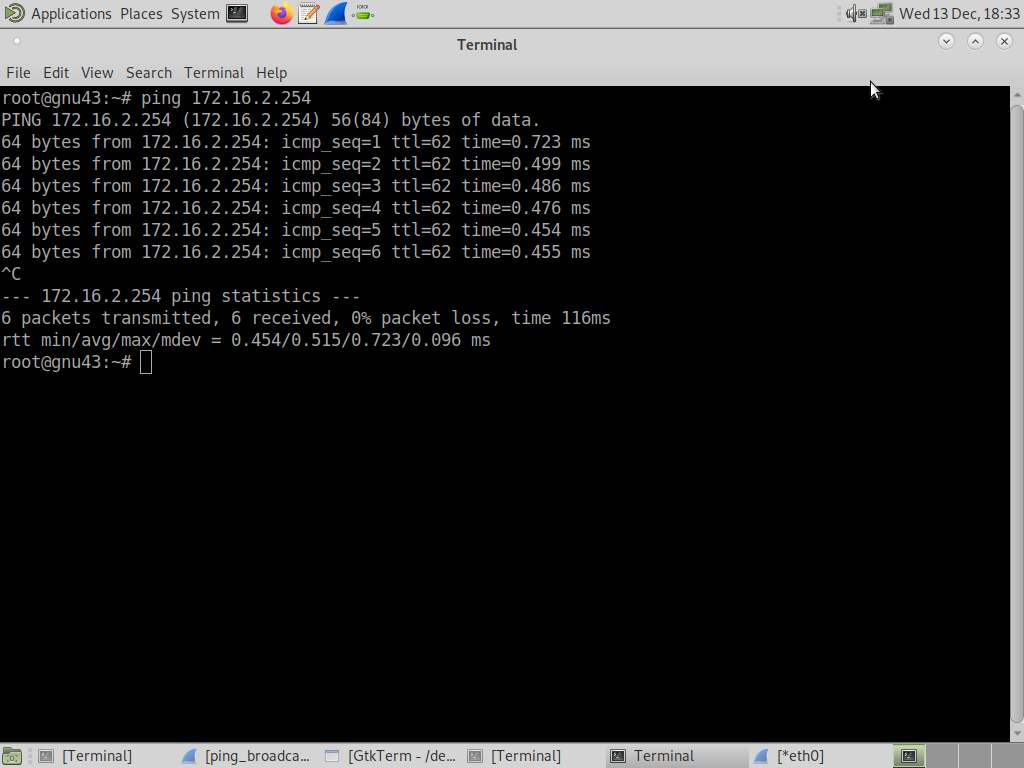 Applications Places System Wed 13 Dec, 18:33
Terminal
File Edit View Search Terminal Help
root@gnu43:~# ping 172.16.2.254
PING 172.16.2.254 (172.16.2.254) 56(84) bytes of data.
64 bytes from 172.16.2.254: icmp_seq=1 ttl=62 time=0.723 ms
64 bytes from 172.16.2.254: icmp_seq=2 ttl=62 time=0.499 ms
64 bytes from 172.16.2.254: icmp_seq=3 ttl=62 time=0.486 ms
64 bytes from 172.16.2.254: icmp_seq=4 ttl=62 time=0.476 ms
64 bytes from 172.16.2.254: icmp_seq=5 ttl=62 time=0.454 ms
64 bytes from 172.16.2.254: icmp_seq=6 ttl=62 time=0.455 ms
^C
--- 172.16.2.254 ping statistics ---
6 packets transmitted, 6 received, 0% packet loss, time 116ms
rtt min/avg/max/mdev = 0.454/0.515/0.723/0.096 ms
root@gnu43:~#
[Terminal] [ping_broadca... [GtkTerm - /de... [Terminal] Terminal [*eth0]